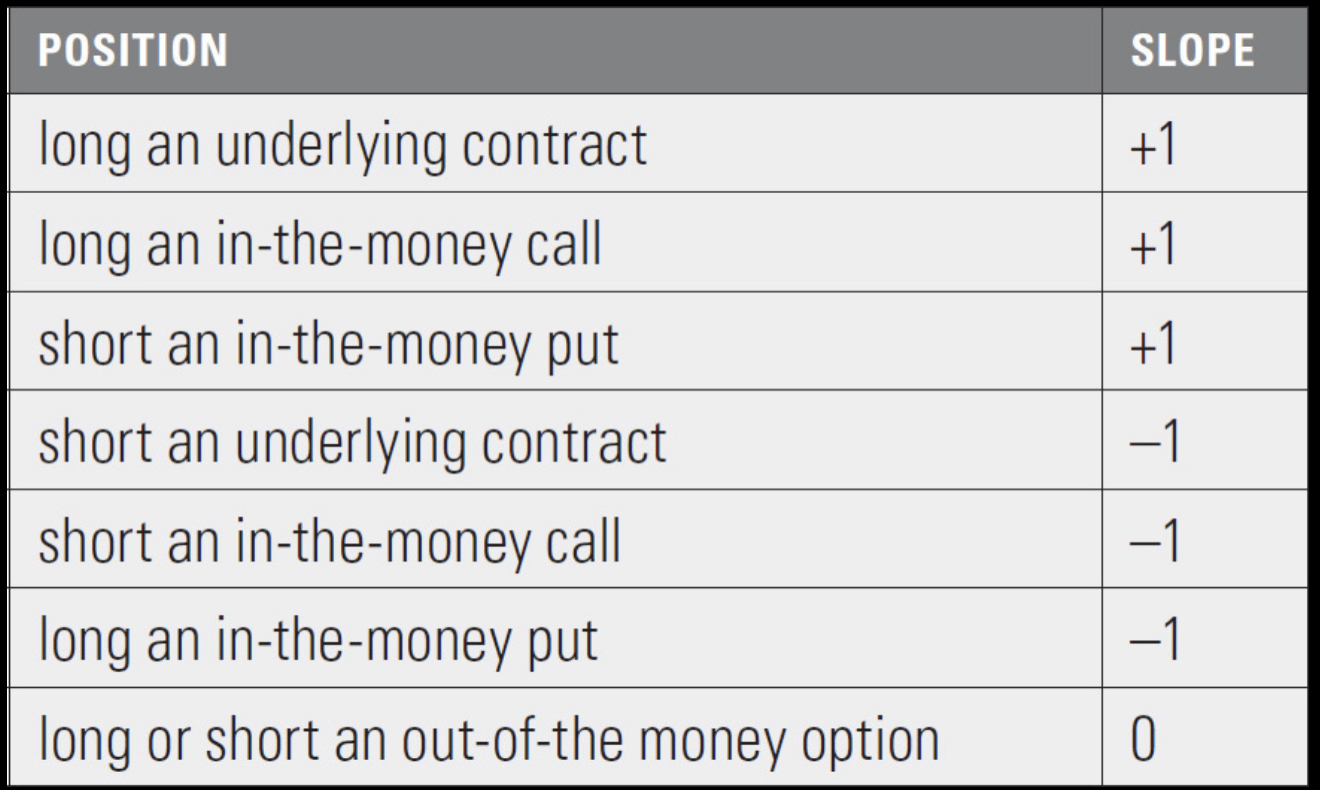 POSITION SLOPE
long an underlying contract +1
long an in-the-money call +1
short an in-the-money put +1
short an underlying contract –1
short an in-the-money call –1
long an in-the-money put –1
long or short an out-of-the money option 0